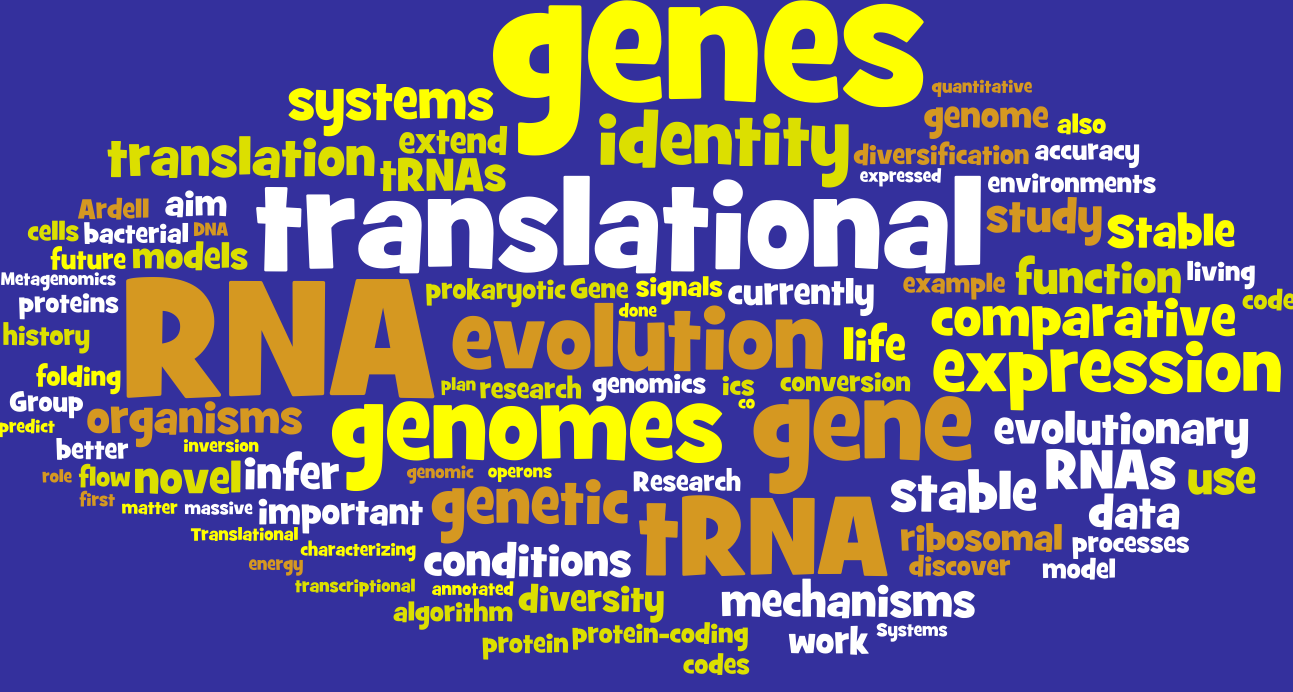 genes
quantitative
systems
genome also
extend identity
translation diversification accuracy
tRNAs expressed environments
Ardell aim translational study Stable
cells bacterial DNA
future models
Metagenomics prokaryotic Gene signals currently example function living
proteins RNA done code
history evolution life comparative
folding plan research genomics ics conversion expression
Group organisms genomes co gene evolutionary
predict
better inversion
role flow novel infer genomic operons Research stable RNAs use
first matter massive important genetic tRNA data
Translational ribosomal processes
characterizing conditions
energy discover model
transcriptional annotated diversity mechanisms
algorithm
protein protein-coding work Systems
codes